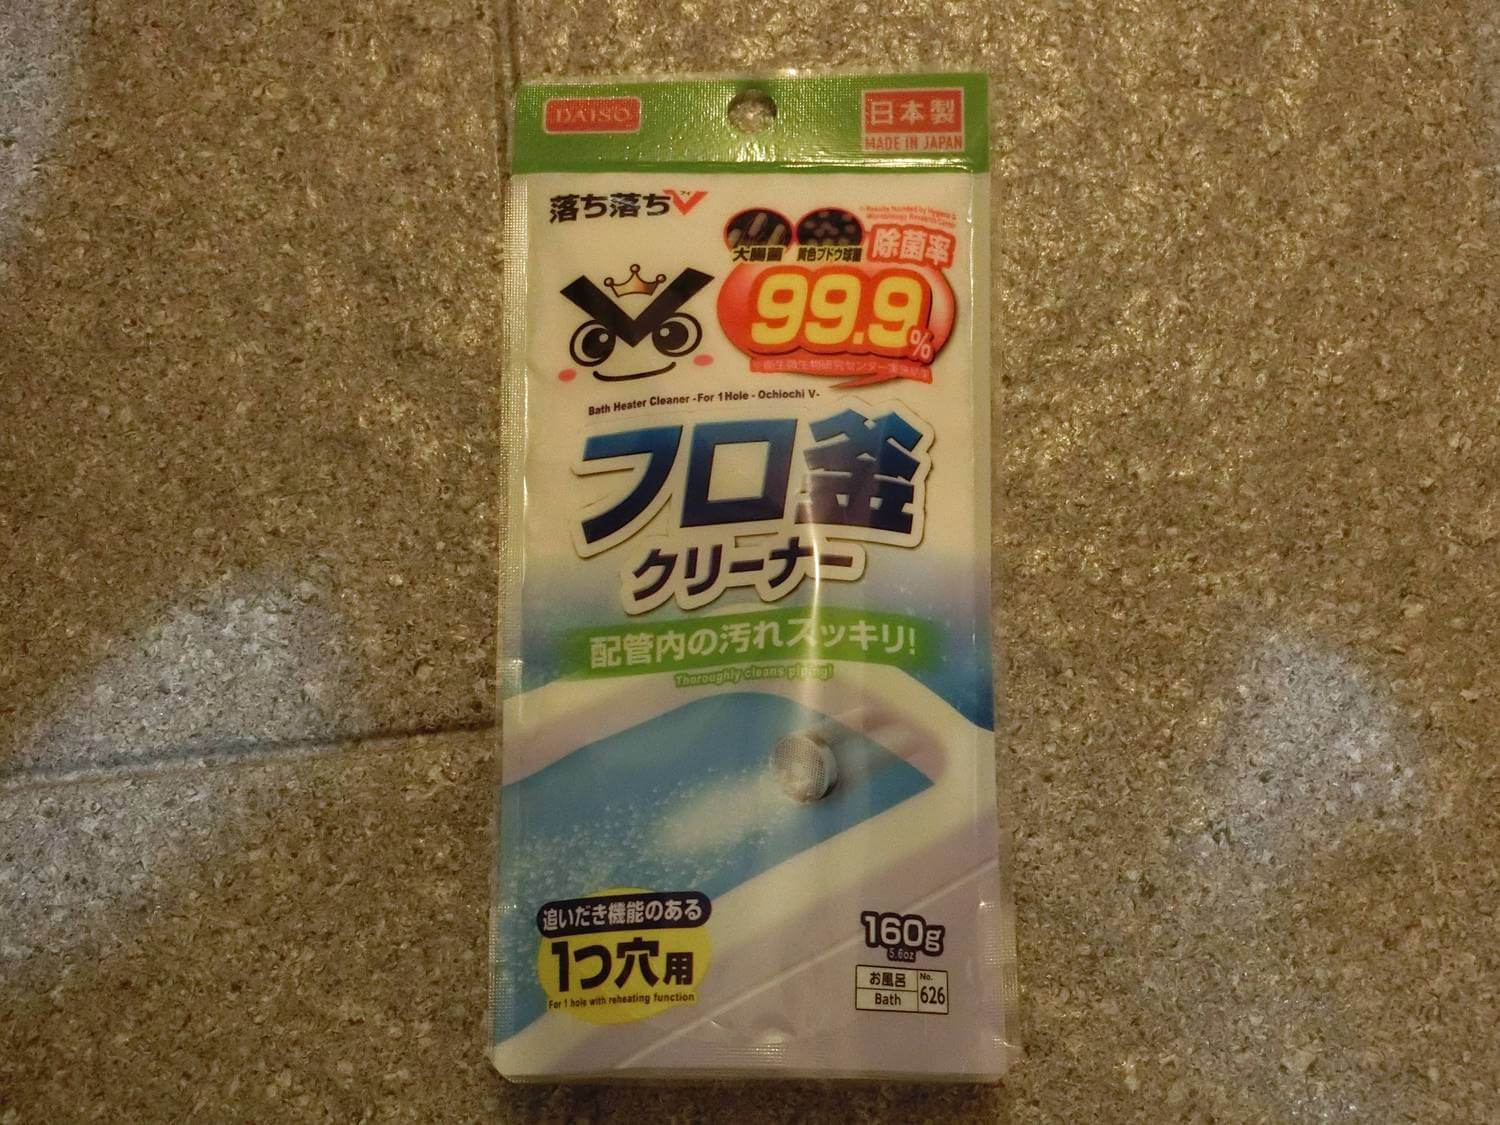 DAISO
日本製
MADE IN JAPAN
落ち落ちV
ブイ
大腸菌
黄色ブドウ球菌
除菌率
99.9%
Bath Heater Cleaner -For 1Hole - Ochiochi V-
フロ釜
クリーナー
配管内の汚れスッキリ!
Thoroughly cleans piping!
追いだき機能のある
1つ穴用
For 1 hole with reheating function
160g
5.6oz
お風呂
Bath
No.
626